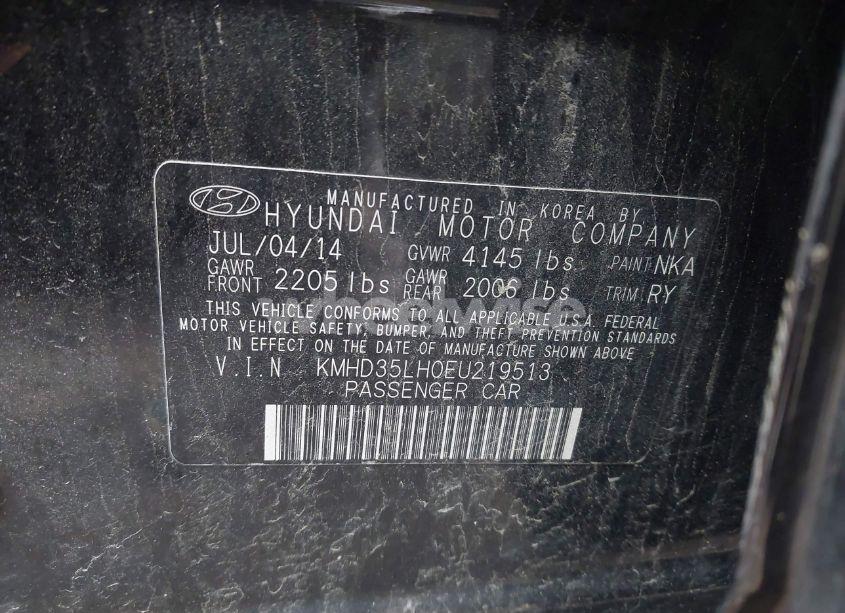 MANUFACTURED IN KOREA BY
HYUNDAI MOTOR COMPANY
JUL/04/14 GVWR 4145 lbs PAINT NKA
GAWR FRONT 2205 lbs GAWR REAR 2006 lbs TRIM RY
THIS VEHICLE CONFORMS TO ALL APPLICABLE U.S.A. FEDERAL
MOTOR VEHICLE SAFETY, BUMPER, AND THEFT PREVENTION STANDARDS
IN EFFECT ON THE DATE OF MANUFACTURE SHOWN ABOVE
V.I.N KMHD35LH0EU219513
PASSENGER CAR